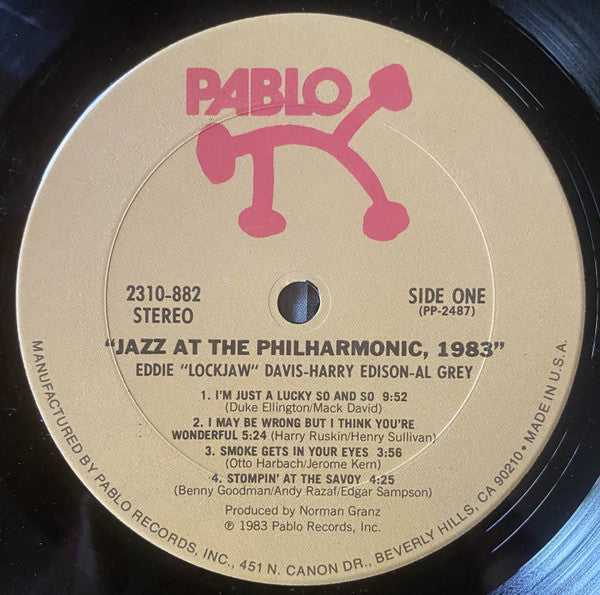 PABLO
2310-882
STEREO
SIDE ONE
(PP-2487)
"JAZZ AT THE PHILHARMONIC, 1983"
EDDIE "LOCKJAW" DAVIS-HARRY EDISON-AL GREY
1. I'M JUST A LUCKY SO AND SO 9:52
(Duke Ellington/Mack David)
2. I MAY BE WRONG BUT I THINK YOU'RE
WONDERFUL 5:24 (Harry Ruskin/Henry Sullivan)
3. SMOKE GETS IN YOUR EYES 3:56
(Otto Harbach/Jerome Kern)
4. STOMPIN' AT THE SAVOY 4:25
(Benny Goodman/Andy Razaf/Edgar Sampson)
Produced by Norman Granz
℗ 1983 Pablo Records, Inc.
MANUFACTURED BY PABLO RECORDS, INC., 451 N. CANON DR., BEVERLY HILLS, CA 90210 • MADE IN U.S.A.